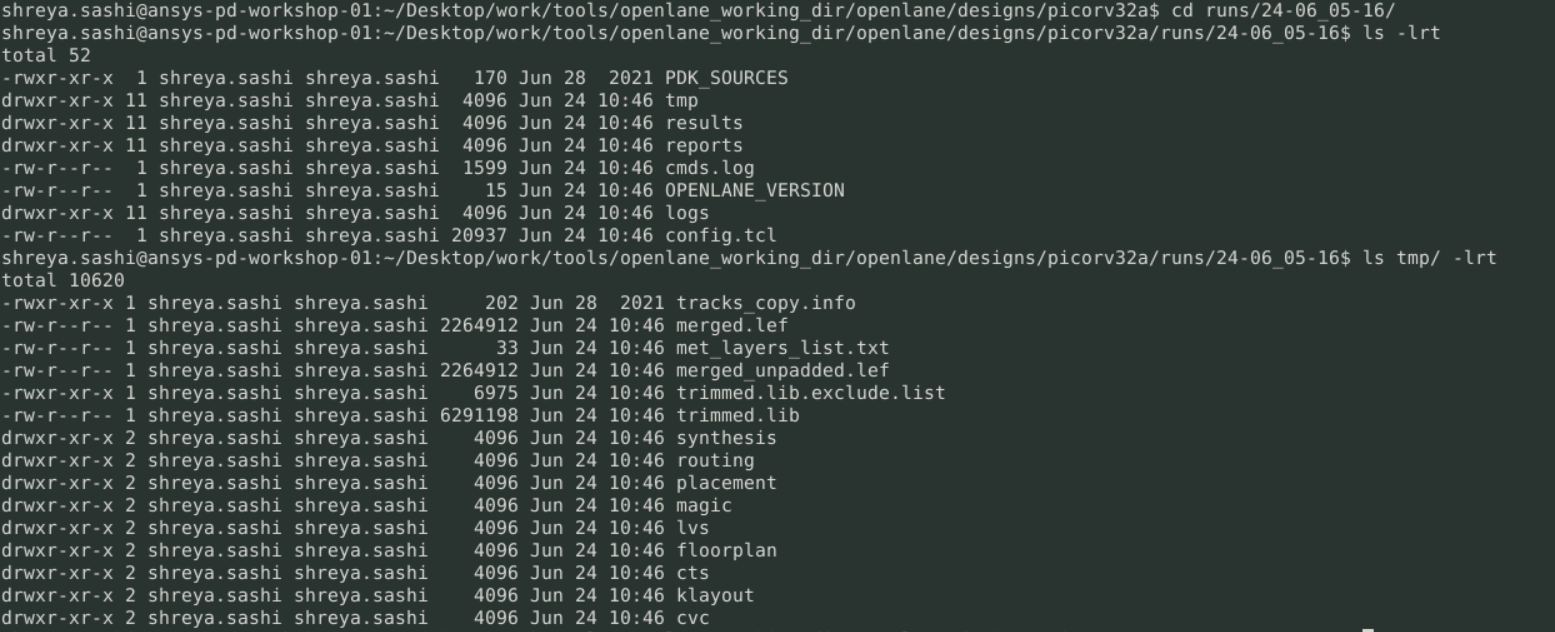 shreya.sashi@ansys-pd-workshop-01:~/Desktop/work/tools/openlane_working_dir/openlane/designs/picorv32a$ cd runs/24-06_05-16/
shreya.sashi@ansys-pd-workshop-01:~/Desktop/work/tools/openlane_working_dir/openlane/designs/picorv32a/runs/24-06_05-16$ ls -lrt
total 52
-rwxr-xr-x  1 shreya.sashi shreya.sashi   170 Jun 28  2021 PDK_SOURCES
drwxr-xr-x 11 shreya.sashi shreya.sashi  4096 Jun 24 10:46 tmp
drwxr-xr-x 11 shreya.sashi shreya.sashi  4096 Jun 24 10:46 results
drwxr-xr-x 11 shreya.sashi shreya.sashi  4096 Jun 24 10:46 reports
-rw-r--r--  1 shreya.sashi shreya.sashi  1599 Jun 24 10:46 cmds.log
-rw-r--r--  1 shreya.sashi shreya.sashi    15 Jun 24 10:46 OPENLANE_VERSION
drwxr-xr-x 11 shreya.sashi shreya.sashi  4096 Jun 24 10:46 logs
-rw-r--r--  1 shreya.sashi shreya.sashi 20937 Jun 24 10:46 config.tcl
shreya.sashi@ansys-pd-workshop-01:~/Desktop/work/tools/openlane_working_dir/openlane/designs/picorv32a/runs/24-06_05-16$ ls tmp/ -lrt
total 10620
-rwxr-xr-x 1 shreya.sashi shreya.sashi     202 Jun 28  2021 tracks_copy.info
-rw-r--r-- 1 shreya.sashi shreya.sashi 2264912 Jun 24 10:46 merged.lef
-rw-r--r-- 1 shreya.sashi shreya.sashi      33 Jun 24 10:46 met_layers_list.txt
-rw-r--r-- 1 shreya.sashi shreya.sashi 2264912 Jun 24 10:46 merged_unpadded.lef
-rwxr-xr-x 1 shreya.sashi shreya.sashi    6975 Jun 24 10:46 trimmed.lib.exclude.list
-rw-r--r-- 1 shreya.sashi shreya.sashi 6291198 Jun 24 10:46 trimmed.lib
drwxr-xr-x 2 shreya.sashi shreya.sashi    4096 Jun 24 10:46 synthesis
drwxr-xr-x 2 shreya.sashi shreya.sashi    4096 Jun 24 10:46 routing
drwxr-xr-x 2 shreya.sashi shreya.sashi    4096 Jun 24 10:46 placement
drwxr-xr-x 2 shreya.sashi shreya.sashi    4096 Jun 24 10:46 magic
drwxr-xr-x 2 shreya.sashi shreya.sashi    4096 Jun 24 10:46 lvs
drwxr-xr-x 2 shreya.sashi shreya.sashi    4096 Jun 24 10:46 floorplan
drwxr-xr-x 2 shreya.sashi shreya.sashi    4096 Jun 24 10:46 cts
drwxr-xr-x 2 shreya.sashi shreya.sashi    4096 Jun 24 10:46 klayout
drwxr-xr-x 2 shreya.sashi shreya.sashi    4096 Jun 24 10:46 cvc